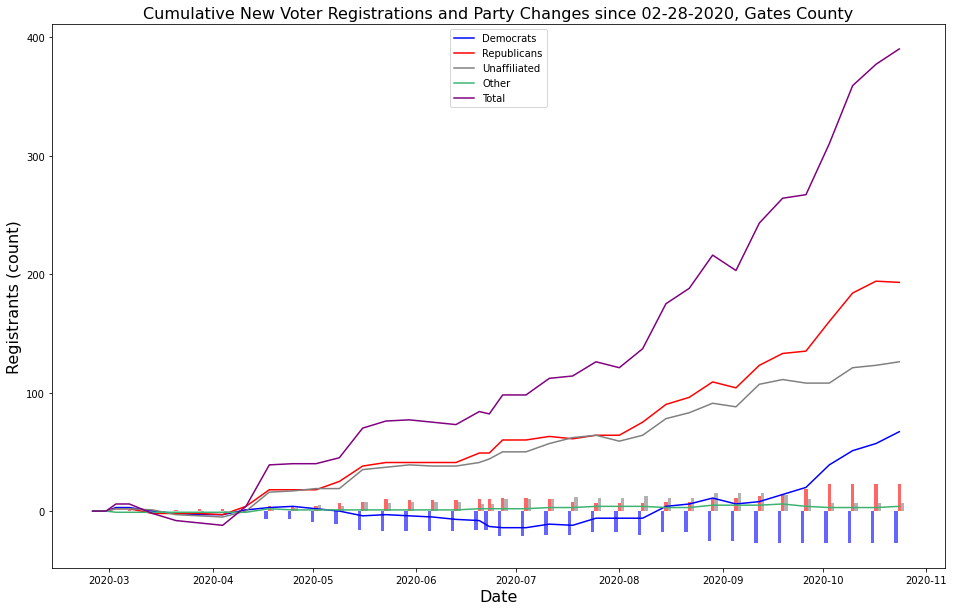 Cumulative New Voter Registrations and Party Changes since 02-28-2020, Gates County
Democrats
Republicans
Unaffiliated
Other
Total
Registrants (count)
400
300
200
100
0
2020-03
2020-04
2020-05
2020-06
2020-07
2020-08
2020-09
2020-10
2020-11
Date